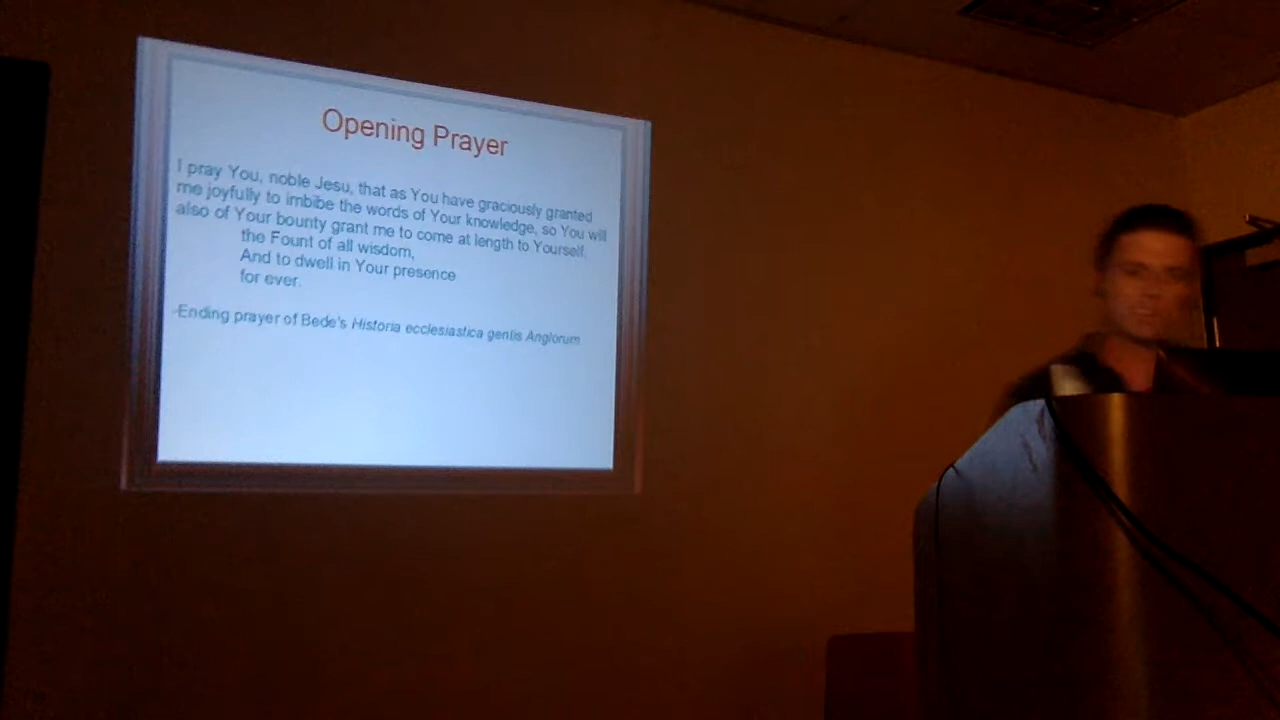 Opening Prayer
I pray You, noble Jesu, that as You have graciously granted
me joyfully to imbibe the words of Your knowledge, so You will
also of Your bounty grant me to come at length to Yourself,
the Fount of all wisdom,
And to dwell in Your presence
for ever.
-Ending prayer of Bede's Historia ecclesiastica gentis Anglorum